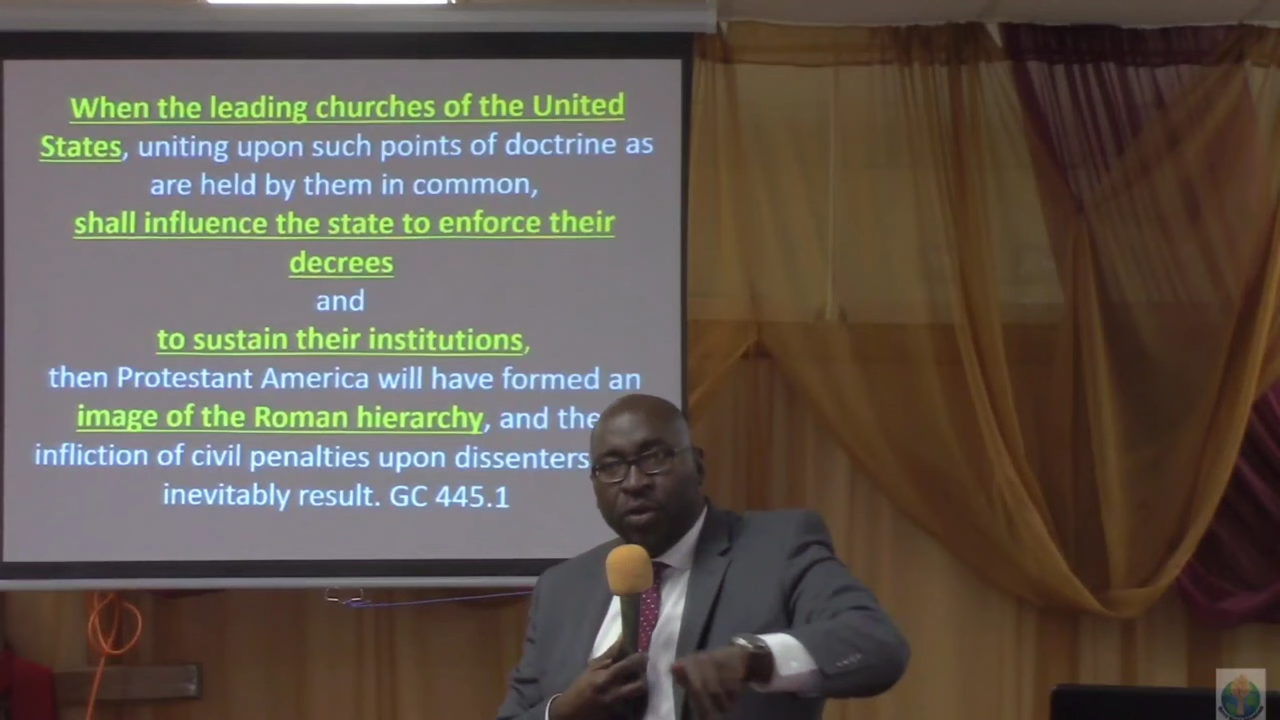 When the leading churches of the United
States, uniting upon such points of doctrine as
are held by them in common,
shall influence the state to enforce their
decrees
and
to sustain their institutions,
then Protestant America will have formed an
image of the Roman hierarchy, and the
infliction of civil penalties upon dissenters
inevitably result. GC 445.1